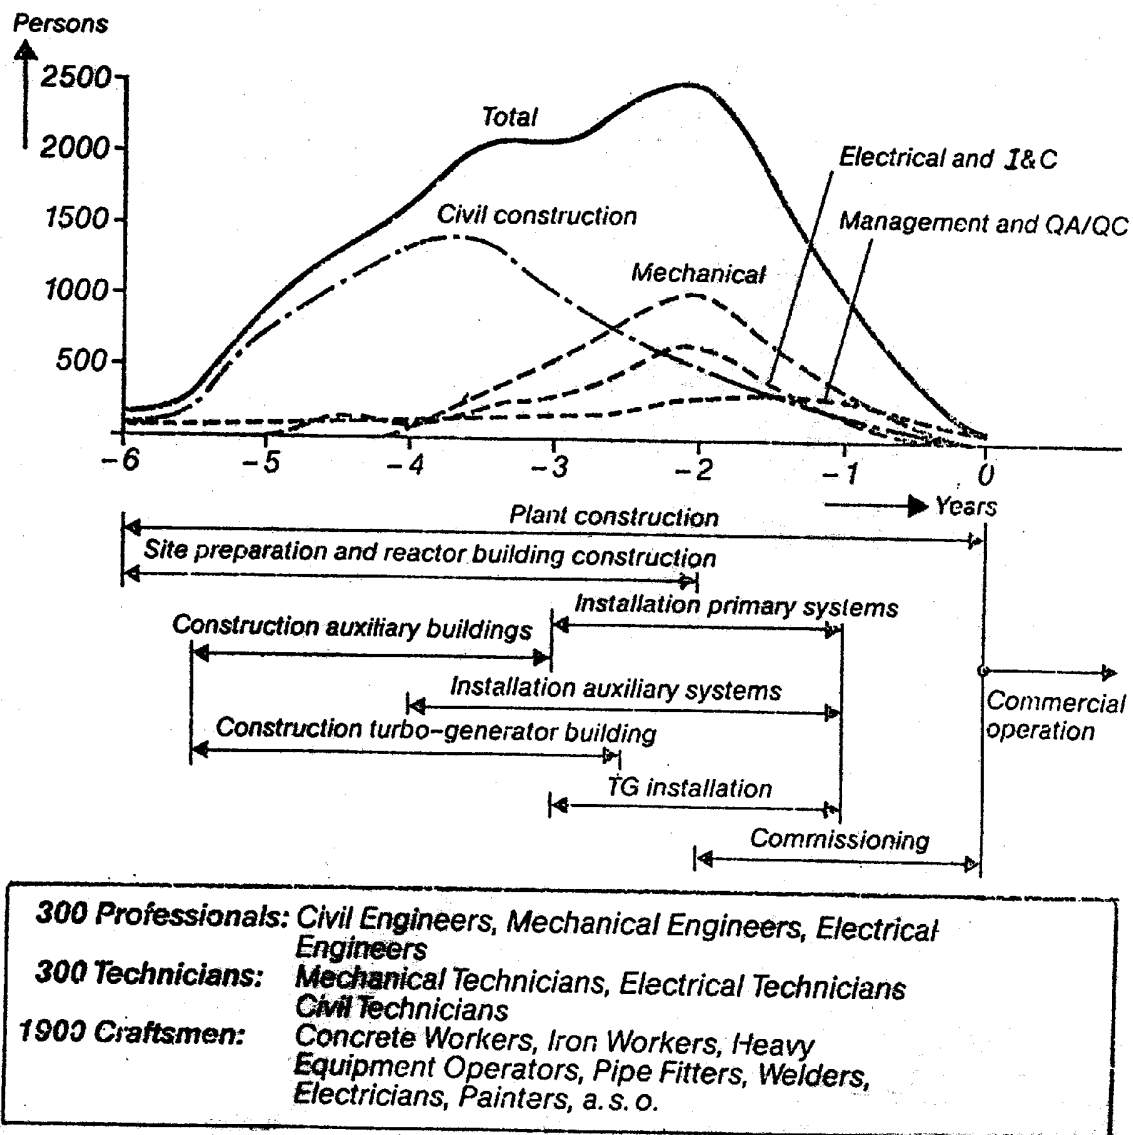 Persons
2500
2000
1500
1000
500
Total
Civil construction
Mechanical
Electrical and I&C
Management and QA/QC
-6 -5 -4 -3 -2 -1 0
Years
Plant construction
Site preparation and reactor building construction
Installation primary systems
Construction auxiliary buildings
Installation auxiliary systems
Commercial
operation
Construction turbo-generator building
TG installation
Commissioning
300 Professionals: Civil Engineers, Mechanical Engineers, Electrical
Engineers
300 Technicians: Mechanical Technicians, Electrical Technicians
Civil Technicians
1900 Craftsmen: Concrete Workers, Iron Workers, Heavy
Equipment Operators, Pipe Fitters, Welders,
Electricians, Painters, a.s.o.